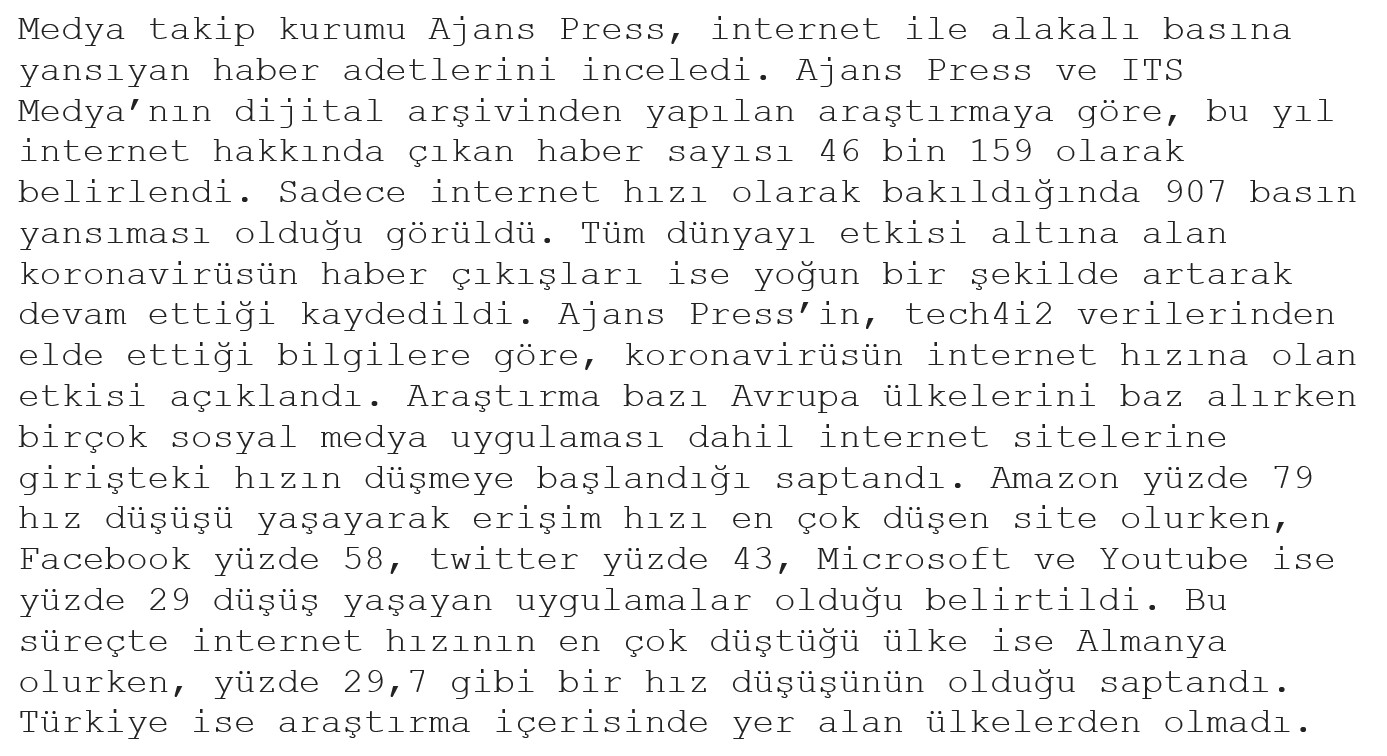 Medya takip kurumu Ajans Press, internet ile alakalı basına
yansıyan haber adetlerini inceledi. Ajans Press ve ITS
Medya’nın dijital arşivinden yapılan araştırmaya göre, bu yıl
internet hakkında çıkan haber sayısı 46 bin 159 olarak
belirlendi. Sadece internet hızı olarak bakıldığında 907 basın
yansıması olduğu görüldü. Tüm dünyayı etkisi altına alan
koronavirüsün haber çıkışları ise yoğun bir şekilde artarak
devam ettiği kaydedildi. Ajans Press’in, tech4i2 verilerinden
elde ettiği bilgilere göre, koronavirüsün internet hızına olan
etkisi açıklandı. Araştırma bazı Avrupa ülkelerini baz alırken
birçok sosyal medya uygulaması dahil internet sitelerine
girişteki hızın düşmeye başlandığı saptandı. Amazon yüzde 79
hız düşüşü yaşayarak erişim hızı en çok düşen site olurken,
Facebook yüzde 58, twitter yüzde 43, Microsoft ve Youtube ise
yüzde 29 düşüş yaşayan uygulamalar olduğu belirtildi. Bu
süreçte internet hızının en çok düştüğü ülke ise Almanya
olurken, yüzde 29,7 gibi bir hız düşüşünün olduğu saptandı.
Türkiye ise araştırma içerisinde yer alan ülkelerden olmadı.